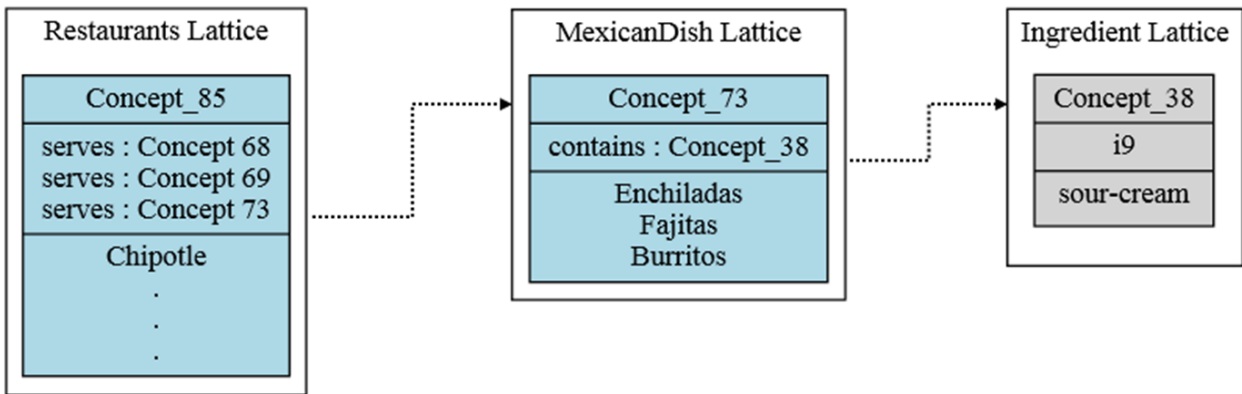 Restaurants Lattice
Concept_85
serves : Concept 68
serves : Concept 69
serves : Concept 73
Chipotle
.
.
.
MexicanDish Lattice
Concept_73
contains : Concept_38
Enchiladas
Fajitas
Burritos
Ingredient Lattice
Concept_38
i9
sour-cream